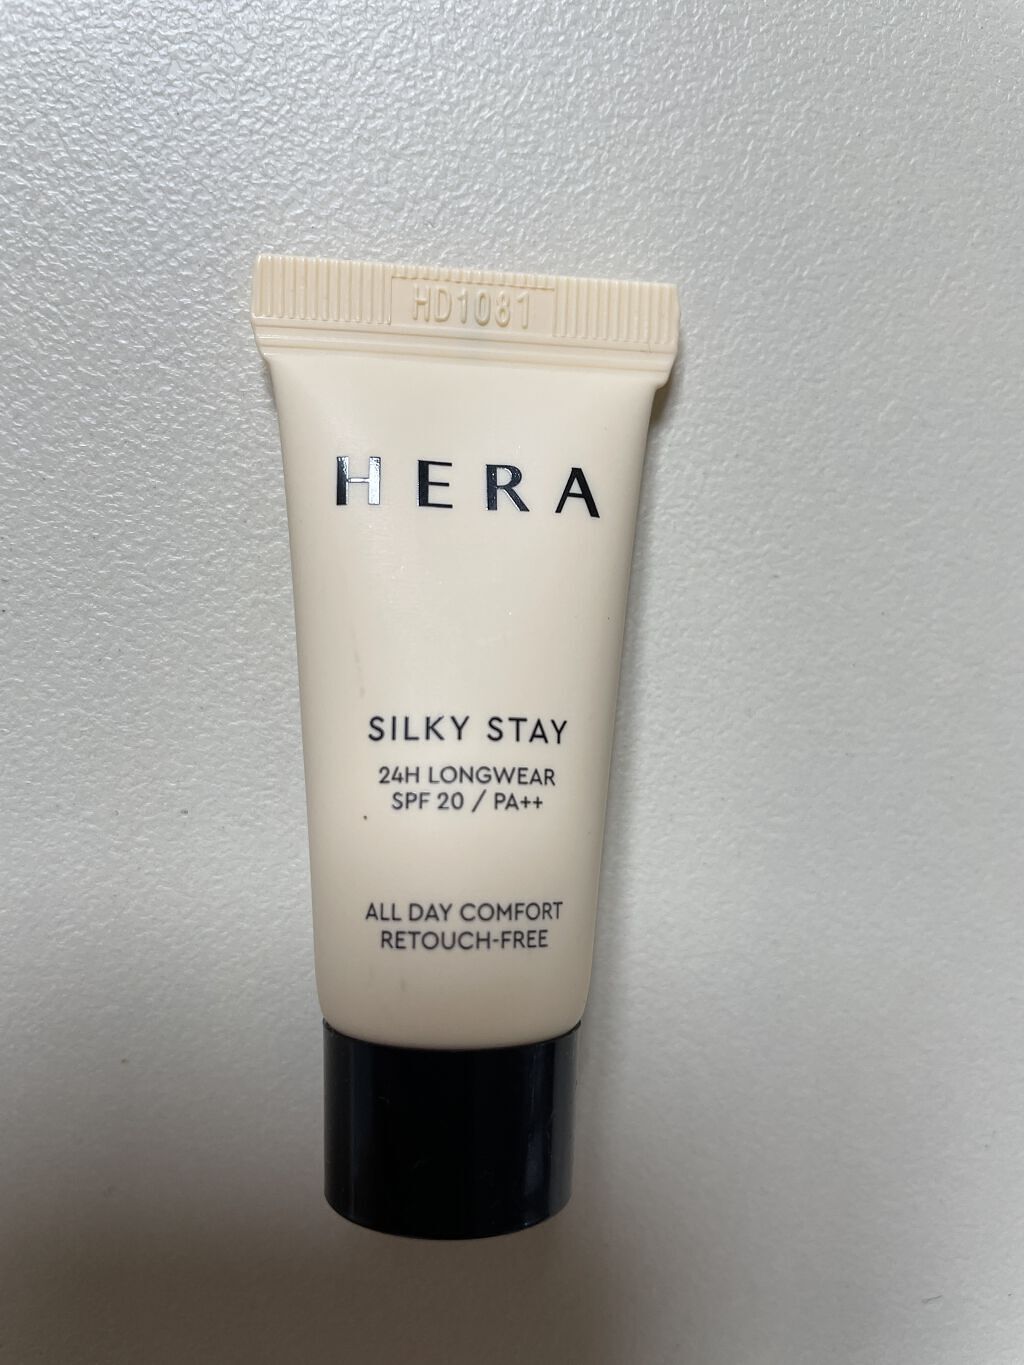 HD1081
HERA
SILKY STAY
24H LONGWEAR
SPF 20 / PA++
ALL DAY COMFORT
RETOUCH-FREE